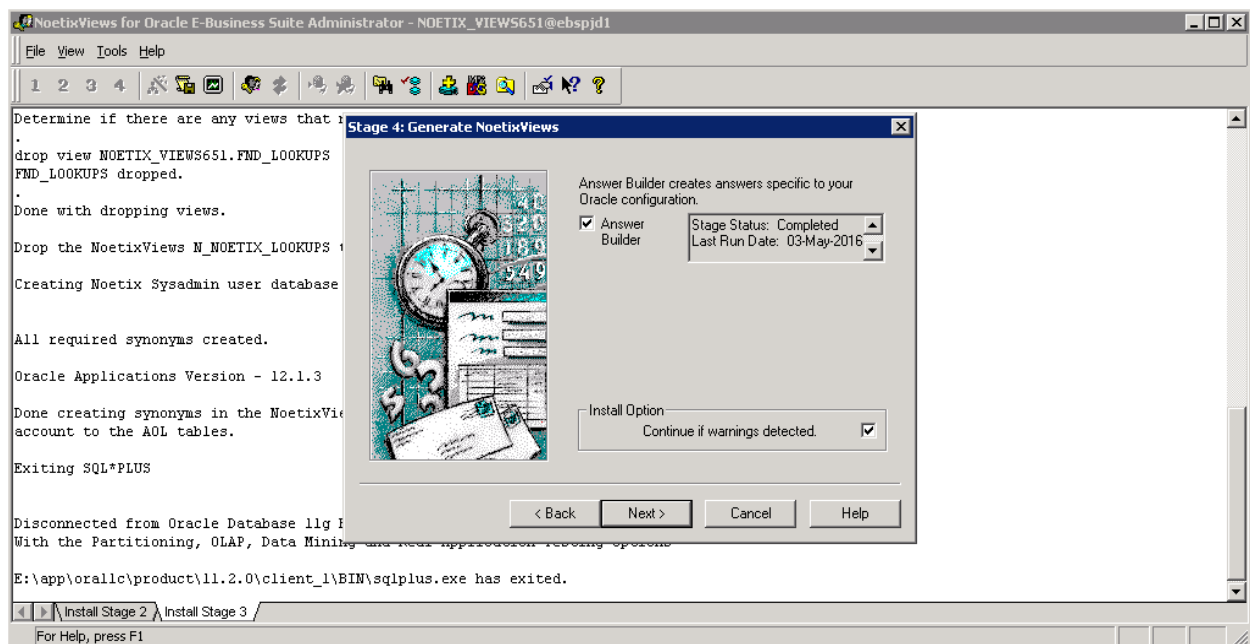 NoetixViews for Oracle E-Business Suite Administrator - NOETIX_VIEWS651@ebspjd1
File View Tools Help
1 2 3 4
Determine if there are any views that
.
drop view NOETIX_VIEWS651.FND_LOOKUPS
FND_LOOKUPS dropped.
.
Done with dropping views.
Drop the NoetixViews N_NOETIX_LOOKUPS
Creating Noetix Sysadmin user database
All required synonyms created.
Oracle Applications Version - 12.1.3
Done creating synonyms in the NoetixVie
account to the AOL tables.
Exiting SQL*PLUS
Disconnected from Oracle Database 11g
With the Partitioning, OLAP, Data Mining and Real Application Testing options
E:\app\orallc\product\11.2.0\client_1\BIN\sqlplus.exe has exited.
Stage 4: Generate NoetixViews
Answer Builder creates answers specific to your
Oracle configuration.
Answer
Builder
Stage Status: Completed
Last Run Date: 03-May-2016
Install Option
Continue if warnings detected.
< Back Next > Cancel Help
Install Stage 2 Install Stage 3
For Help, press F1